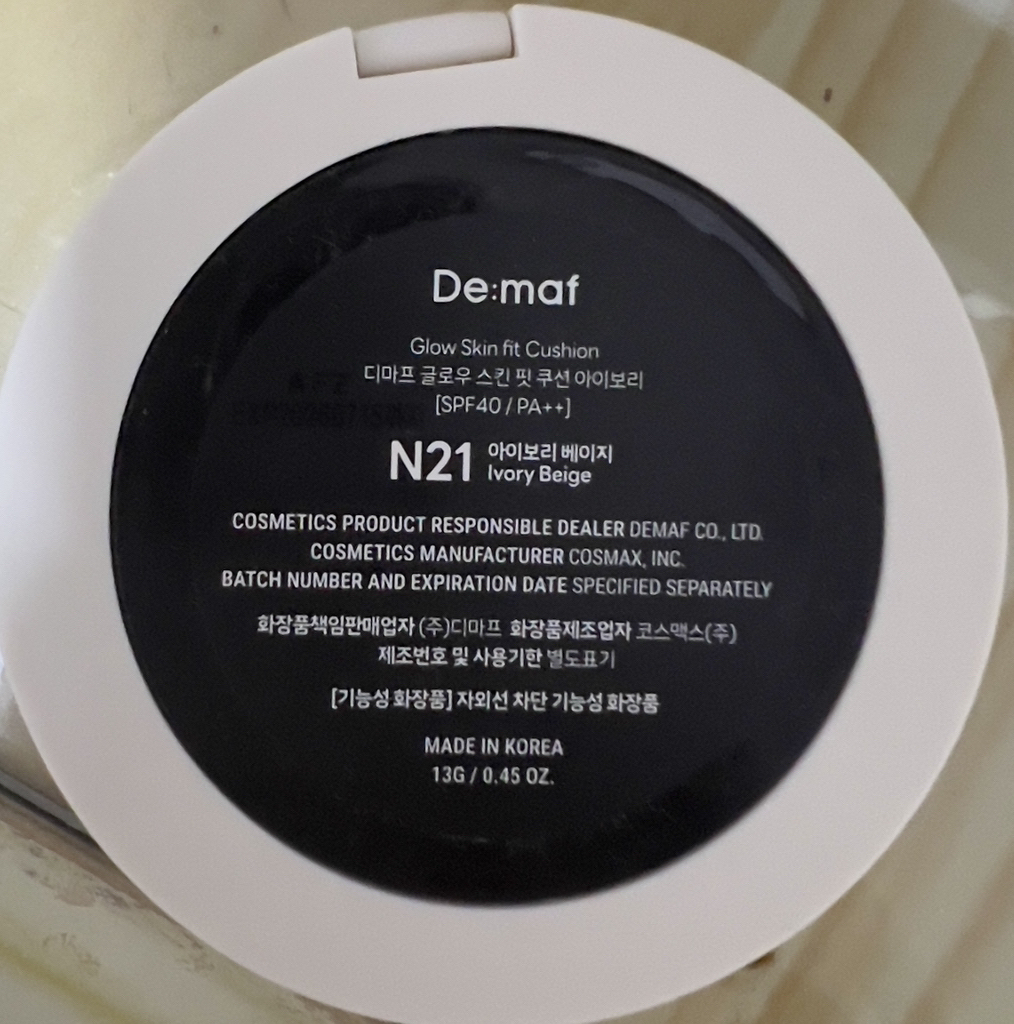 De:maf
Glow Skin fit Cushion
디마프 글로우 스킨 핏 쿠션 아이보리
[SPF40 / PA++]
N21 아이보리 베이지
Ivory Beige
COSMETICS PRODUCT RESPONSIBLE DEALER DEMAF CO., LTD.
COSMETICS MANUFACTURER COSMAX, INC.
BATCH NUMBER AND EXPIRATION DATE SPECIFIED SEPARATELY
화장품책임판매업자 (주)디마프 화장품제조업자 코스맥스(주)
제조번호 및 사용기한 별도표기
[기능성 화장품] 자외선 차단 기능성 화장품
MADE IN KOREA
13G / 0.45 OZ.